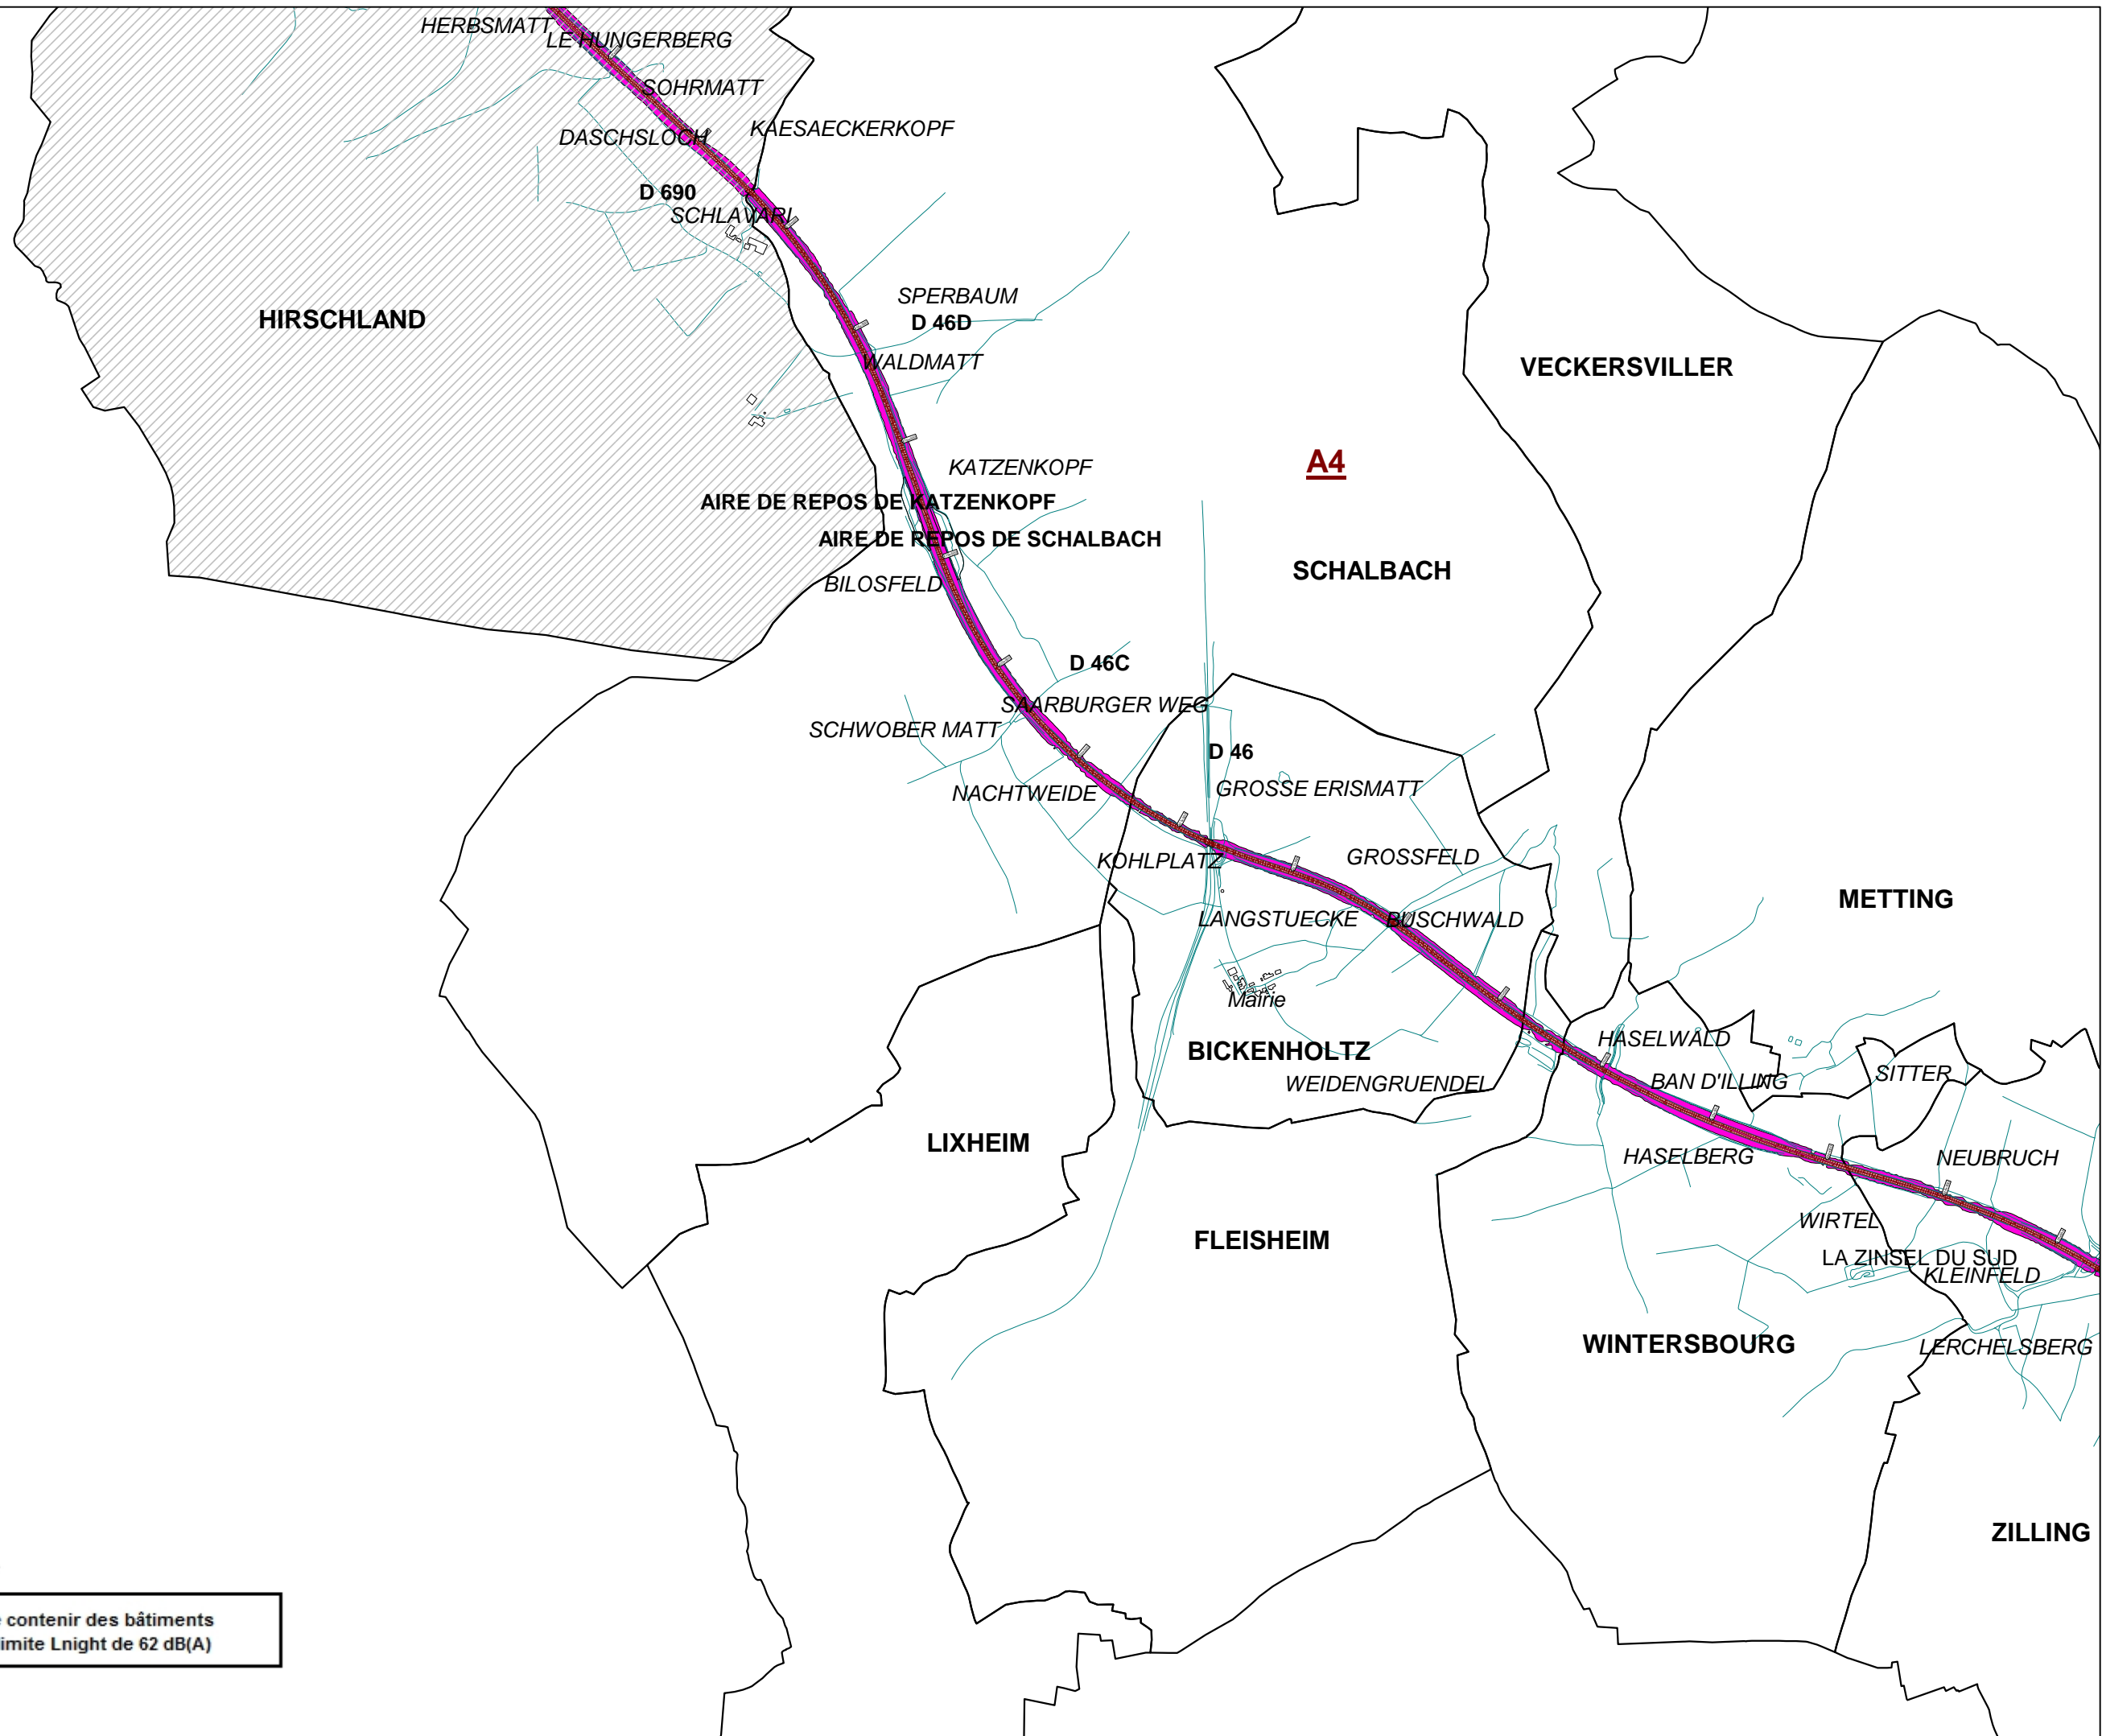 HERBSMATT
LE HUNGERBERG
SOHRMATT
KAESAECKERKOPF
DASCHSLOCH
D 690
SCHLAVARI
SPERBAUM
HIRSCHLAND
D 46D
WALDMATT
VECKERSVILLER
A4
KATZENKOPF
AIRE DE REPOS DE KATZENKOPF
AIRE DE REPOS DE SCHALBACH
SCHALBACH
BILOSFELD
D 46C
SAARBURGER WEG
SCHWOBER MATT
D 46
NACHTWEIDE
GROSSE ERISMATT
KOHLPLATZ
GROSSFELD
METTING
LANGSTUECKE
BUSCHWALD
Mairie
HASELWALD
BICKENHOLTZ
WEIDENGRUENDEL
BAN D'ILLING
SITTER
LIXHEIM
HASELBERG
NEUBRUCH
WIRTEL
FLEISHEIM
LA ZINSEL DU SUD
KLEINFELD
WINTERSBOURG
LERCHELSBERG
ZILLING
contenir des bâtiments
imite Lnight de 62 dB(A)